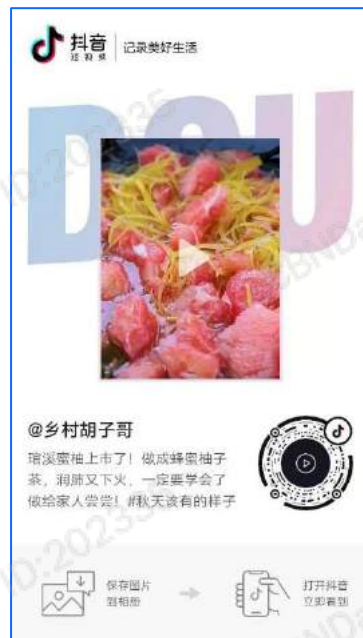 抖音
短视频
记录美好生活
DOU
@乡村胡子哥
琯溪蜜柚上市了！做成蜂蜜柚子
茶，润肺又下火，一定要学会了
做给家人尝尝！#秋天该有的样子
保存图片
到相册
打开抖音
立即看到